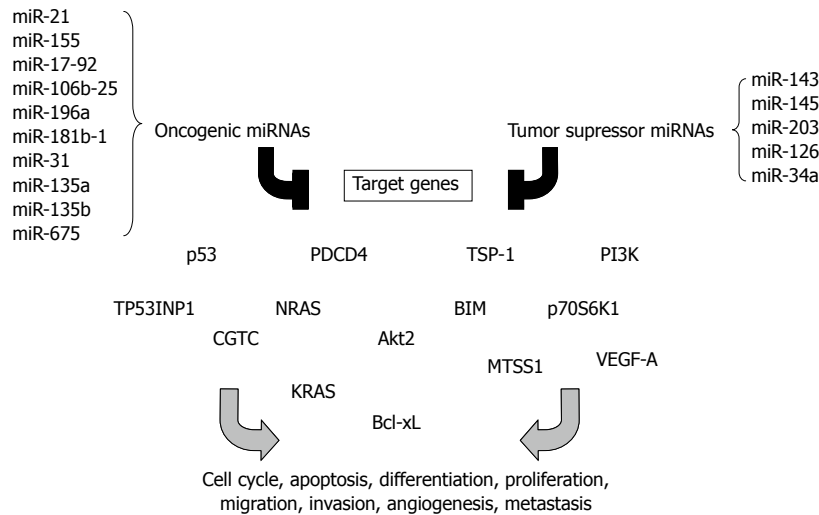 miR-21
miR-155
miR-17-92
miR-106b-25
miR-196a
miR-181b-1
miR-31
miR-135a
miR-135b
miR-675
Oncogenic miRNAs
Tumor supressor miRNAs
miR-143
miR-145
miR-203
miR-126
miR-34a
Target genes
p53 PDCD4 TSP-1 PI3K
TP53INP1 NRAS BIM p70S6K1
CGTC Akt2
MTSS1 VEGF-A
KRAS
Bcl-xL
Cell cycle, apoptosis, differentiation, proliferation,
migration, invasion, angiogenesis, metastasis